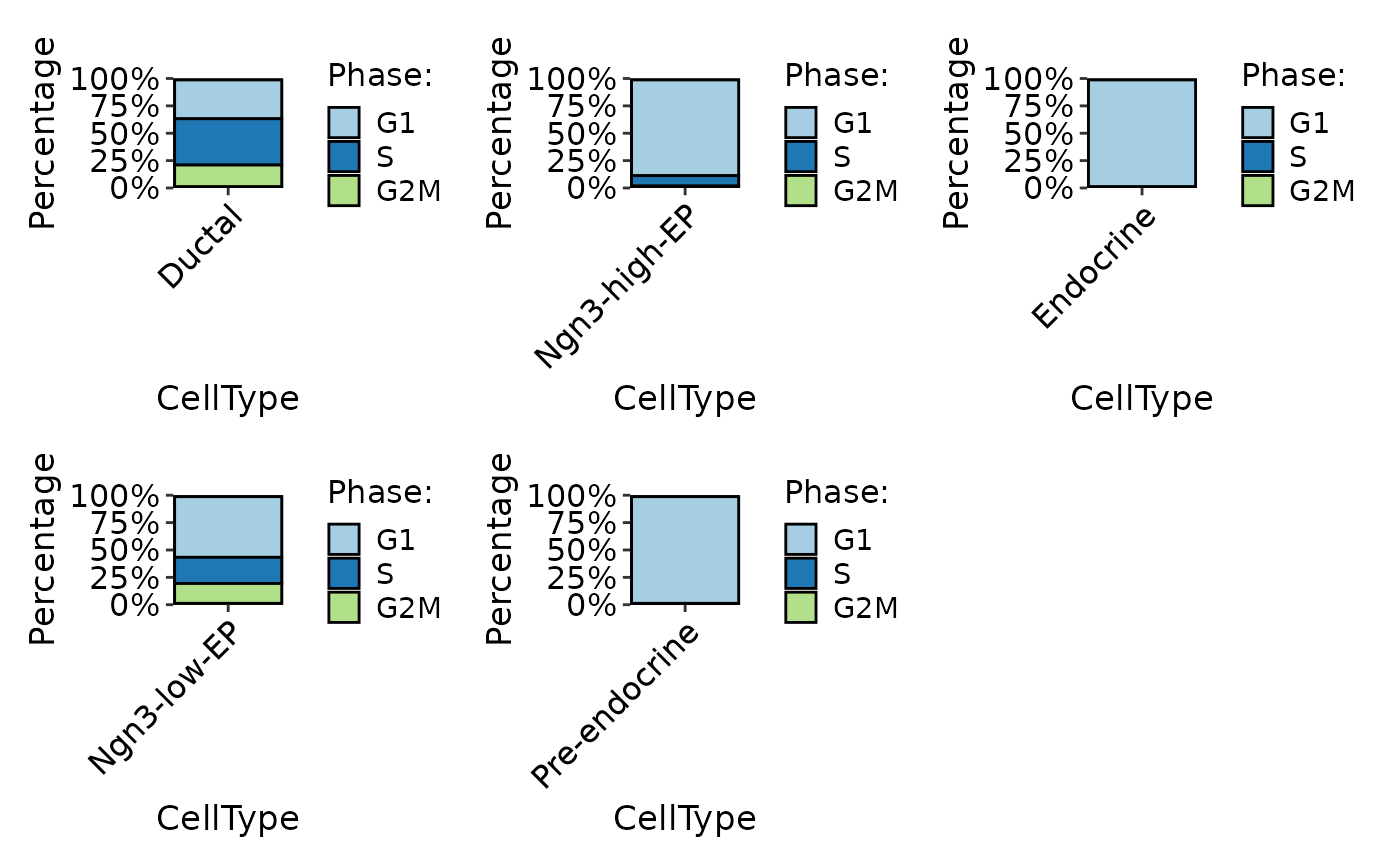 Percentage
100%
75%
50%
25%
0%
Ductal
CellType
Phase:
G1
S
G2M
Percentage
100%
75%
50%
25%
0%
Ngn3-high-EP
CellType
Phase:
G1
S
G2M
Percentage
100%
75%
50%
25%
0%
Endocrine
CellType
Phase:
G1
S
G2M
Percentage
100%
75%
50%
25%
0%
Ngn3-low-EP
CellType
Phase:
G1
S
G2M
Percentage
100%
75%
50%
25%
0%
Pre-endocrine
CellType
Phase:
G1
S
G2M